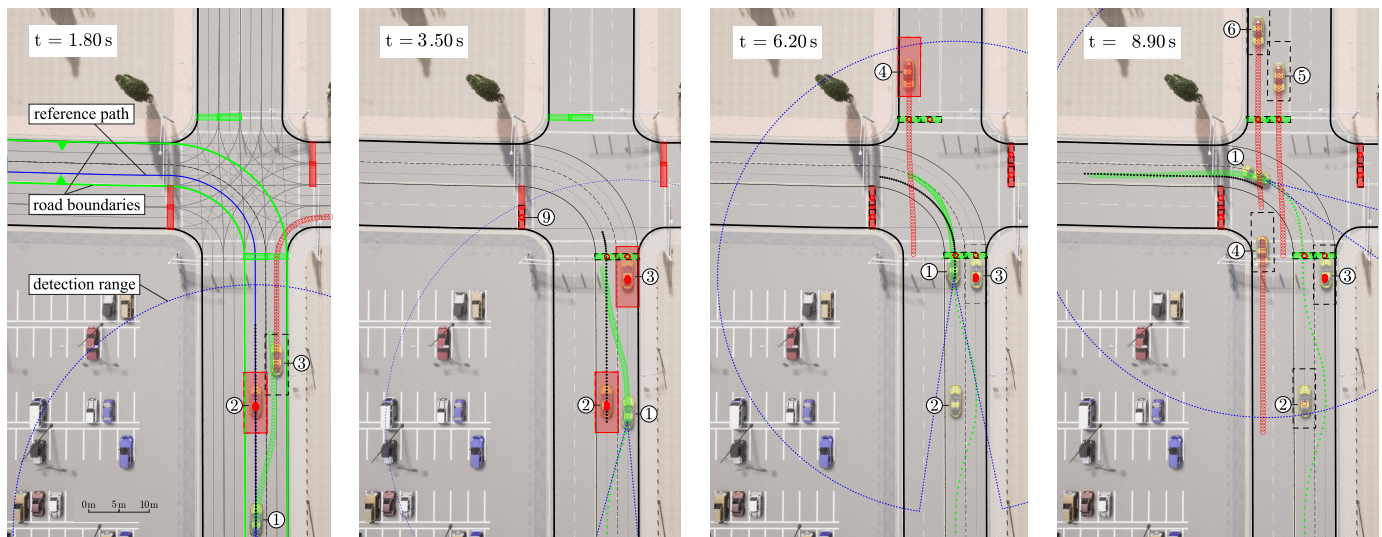 t = 1.80 s
reference path
road boundaries
detection range
③
②
①
0m 5m 10m
t = 3.50 s
⑨
③
②
①
t = 6.20 s
④
①
③
②
t = 8.90 s
⑥
⑤
①
④
③
②